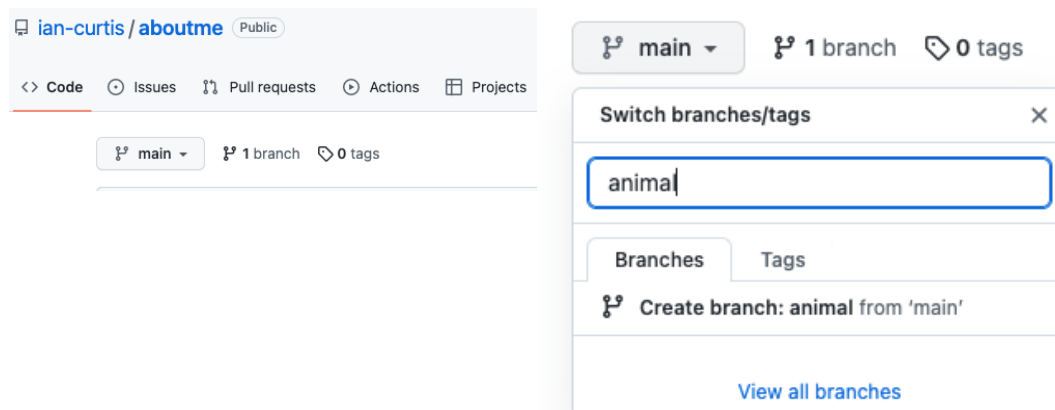 ian-curtis / aboutme Public
<> Code Issues Pull requests Actions Projects
main 1 branch 0 tags
main 1 branch 0 tags
Switch branches/tags
animal
Branches Tags
Create branch: animal from ‘main’
View all branches